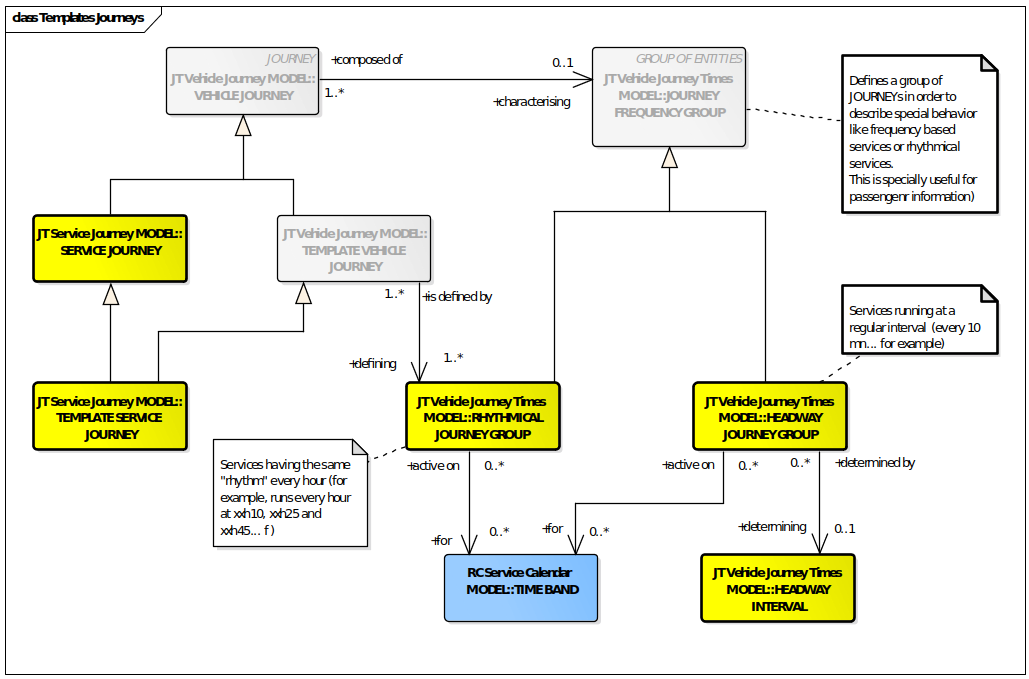 class Templates Journeys
JOURNEY
JT Vehicle Journey MODEL::
VEHICLE JOURNEY
+composed of
1..*
0..1
+characterising
GROUP OF ENTITIES
JT Vehicle Journey Times
MODEL::JOURNEY
FREQUENCY GROUP
Defines a group of
JOURNEYs in order to
describe special behavior
like frequency based
services or rhythmical
services.
This is specially useful for
passengenr information)
JT Service Journey MODEL::
SERVICE JOURNEY
JT Vehicle Journey MODEL::
TEMPLATE VEHICLE
JOURNEY
1..*
+is defined by
+defining
1..*
Services running at a
regular interval (every 10
mn... for example)
JT Service Journey MODEL::
TEMPLATE SERVICE
JOURNEY
JT Vehicle Journey Times
MODEL::RHYTHMICAL
JOURNEY GROUP
JT Vehicle Journey Times
MODEL::HEADWAY
JOURNEY GROUP
Services having the same
"rhythm" every hour (for
example, runs every hour
at xxh10, xxh25 and
xxh45... f )
+active on
0..*
+for
0..*
+active on
0..*
+for
0..*
0..*
+determined by
+determining
0..1
RC Service Calendar
MODEL::TIME BAND
JT Vehicle Journey Times
MODEL::HEADWAY
INTERVAL